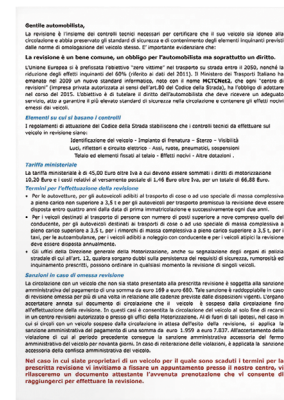 Gentile automobilista,
La revisione è l'insieme dei controlli tecnici necessari per certificare che il suo veicolo sia idoneo alla
circolazione e abbia preservato gli standard di sicurezza e di contenimento degli elementi inquinanti previsti
dalle norme di omologazione del veicolo stesso. E' importante evidenziare che:
La revisione è un bene comune, un obbligo per l'automobilista ma soprattutto un diritto.
L'Unione Europea si è prefissata l'obiettivo "zero vittime" nel trasporto su strada entro il 2050, nonché la
riduzione degli effetti inquinanti del 60% (riferito ai dati del 2011). Il Ministero dei Trasporti Italiano ha
emanato nel 2009 un nuovo standard informatico, noto con il nome MCTCNet2, che ogni "centro di
revisioni" (impresa privata autorizzata ai sensi dell'art.80 del Codice della Strada), ha l'obbligo di adottare
nel corso del 2015. L'obiettivo è di tutelare il diritto dell'automobilista che deve ricevere un adeguato
servizio, atto a garantire il più elevato standard di sicurezza nella circolazione e contenere gli effetti nocivi
emessi dai veicoli.
Elementi su cui si basano i controlli
I regolamenti di attuazione del Codice della Strada stabiliscono che i controlli tecnici da effettuare sul
veicolo in revisione siano:
Identificazione del veicolo - Impianto di frenatura - Sterzo - Visibilità
Luci, riflettori e circuito elettrico - Assi, ruote, pneumatici, sospensioni
Telaio ed elementi fissati al telaio - Effetti nocivi - Altre dotazioni .
Tariffa ministeriale
La tariffa ministeriale è di 45,00 Euro oltre Iva a cui devono essere sommati i diritti di motorizzazione
10,20 Euro e i costi relativi al versamento postale di 1,48 Euro oltre Iva, per un totale di 66,88 Euro.
Termini per l'effettuazione della revisione
• Per le autovetture, per gli autoveicoli adibiti al trasporto di cose o ad uso speciale di massa complessiva
a pieno carico non superiore a 3,5 t e per gli autoveicoli per trasporto promiscuo la revisione deve essere
disposta entro quattro anni dalla data di prima immatricolazione e successivamente ogni due anni.
• Per i veicoli destinati al trasporto di persone con numero di posti superiore a nove compreso quello del
conducente, per gli autoveicoli destinati ai trasporti di cose o ad uso speciale di massa complessiva a
pieno carico superiore a 3,5 t, per i rimorchi di massa complessiva a pieno carico superiore a 3,5 t, per i
taxi, per le autoambulanze, per i veicoli adibiti a noleggio con conducente e per i veicoli atipici la revisione
deve essere disposta annualmente.
• Gli uffici della Direzione generale della Motorizzazione, anche su segnalazione degli organi di polizia
stradale di cui all'art. 12, qualora sorgano dubbi sulla persistenza dei requisiti di sicurezza, rumorosità ed
inquinamento prescritti, possono ordinare in qualsiasi momento la revisione di singoli veicoli.
Sanzioni in caso di omessa revisione
La circolazione con un veicolo che non sia stato presentato alla prescritta revisione è soggetta alla sanzione
amministrativa del pagamento di una somma da euro 169 a euro 680. Tale sanzione è raddoppiabile in caso
di revisione omessa per più di una volta in relazione alle cadenze previste dalle disposizioni vigenti. L'organo
accertatore annota sul documento di circolazione che il veicolo è sospeso dalla circolazione fino
all'effettuazione della revisione. In questi casi è consentita la circolazione del veicolo al solo fine di recarsi
in un centro revisioni autorizzato o presso gli uffici della Motorizzazione. Al di fuori di tali ipotesi, nel caso in
cui si circoli con un veicolo sospeso dalla circolazione in attesa dell'esito della revisione, si applica la
sanzione amministrativa del pagamento di una somma da euro 1.959 a euro 7.837. All'accertamento della
violazione di cui al periodo precedente consegue la sanzione amministrativa accessoria del fermo
amministrativo del veicolo per novanta giorni. In caso di reiterazione delle violazioni, è applicata la sanzione
accessoria della confisca amministrativa del veicolo.
Nel caso in cui siate proprietari di un veicolo per il quale sono scaduti i termini per la
prescritta revisione vi invitiamo a fissare un appuntamento presso il nostro centro, vi
rilasceremo un documento attestante l'avvenuta prenotazione che vi consente di
raggiungerci per effettuare la revisione.